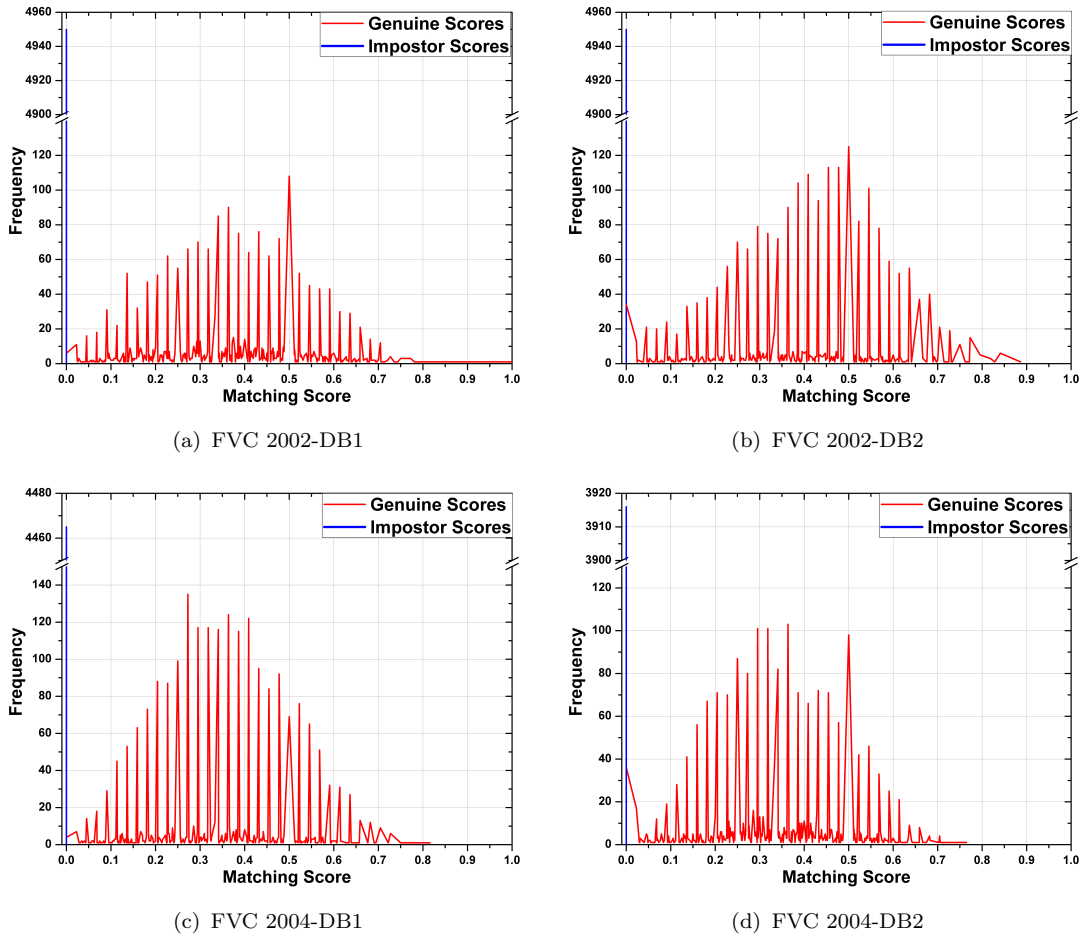 4960
4940
4920
4900
120
100
80
60
40
20
0
Frequency
0.0 0.1 0.2 0.3 0.4 0.5 0.6 0.7 0.8 0.9 1.0
Matching Score
Genuine Scores
Impostor Scores
(a) FVC 2002-DB1
4960
4940
4920
4900
120
100
80
60
40
20
0
Frequency
0.0 0.1 0.2 0.3 0.4 0.5 0.6 0.7 0.8 0.9 1.0
Matching Score
Genuine Scores
Impostor Scores
(b) FVC 2002-DB2
4480
4460
140
120
100
80
60
40
20
0
Frequency
0.0 0.1 0.2 0.3 0.4 0.5 0.6 0.7 0.8 0.9 1.0
Matching Score
Genuine Scores
Impostor Scores
(c) FVC 2004-DB1
3920
3910
3900
120
100
80
60
40
20
0
Frequency
0.0 0.1 0.2 0.3 0.4 0.5 0.6 0.7 0.8 0.9 1.0
Matching Score
Genuine Scores
Impostor Scores
(d) FVC 2004-DB2